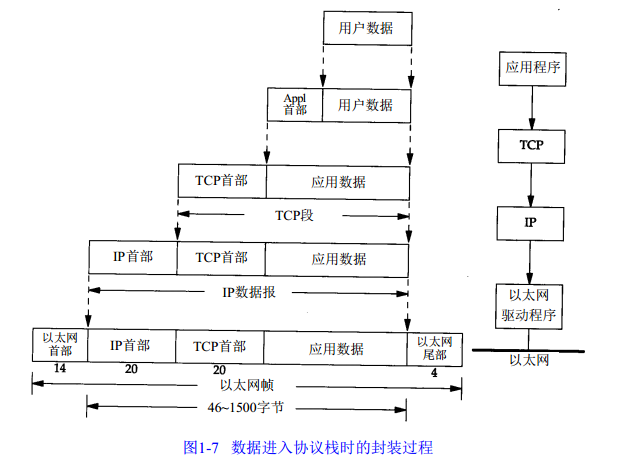 用户数据
Appl
首部
用户数据
应用程序
TCP首部
应用数据
TCP
TCP段
IP首部
TCP首部
应用数据
IP
IP数据报
以太网
驱动程序
以太网
首部
IP首部
TCP首部
应用数据
以太网
尾部
以太网
14
20
20
4
以太网帧
46~1500字节
图1-7 数据进入协议栈时的封装过程